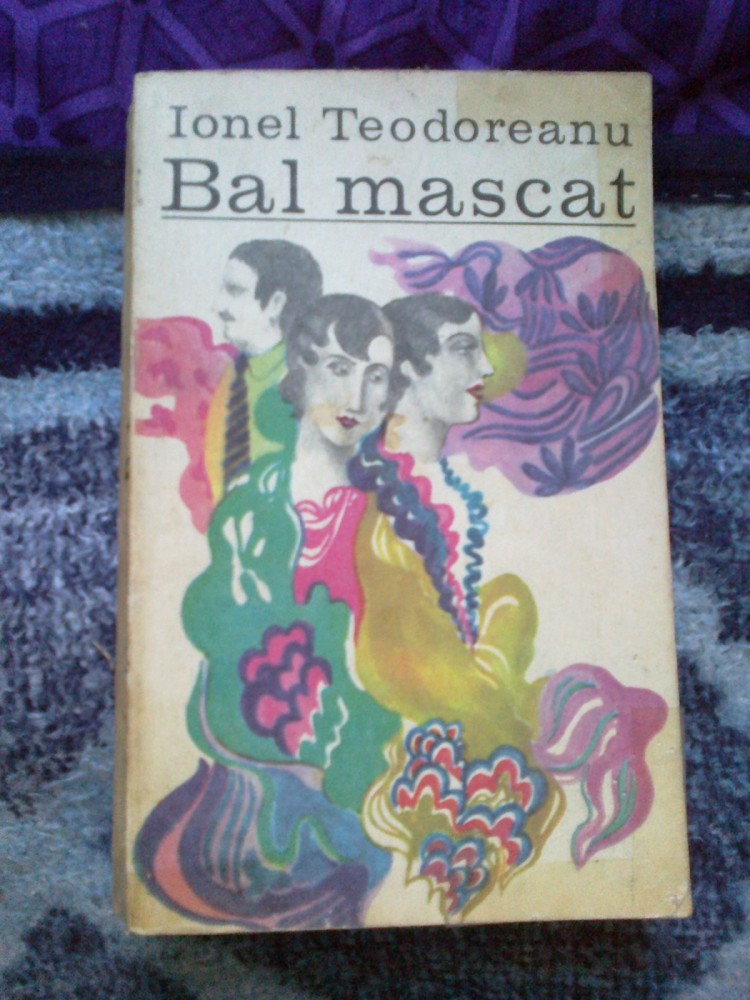 Ionel Teodoreanu
Bal mascat